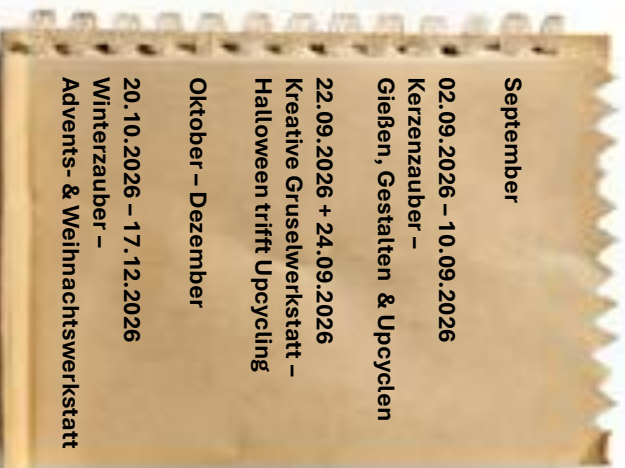 September
02.09.2026 – 10.09.2026
Kerzenzauber –
Gießen, Gestalten & Upcyclen
22.09.2026 + 24.09.2026
Kreative Gruselwerkstatt –
Halloween trifft Upcycling
Oktober – Dezember
20.10.2026 – 17.12.2026
Winterzauber –
Advents- & Weihnachtswerkstatt